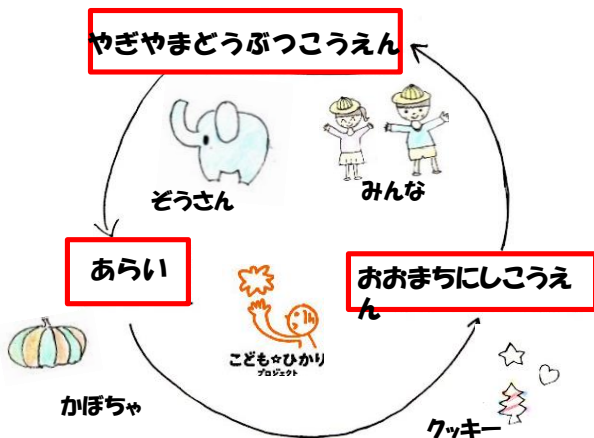 やぎやまどうぶつこうえん
ぞうさん
みんな
あらい
おおまちにしこうえ
ん
こども☆ひかり
プロジェクト
かぼちゃ
クッキー